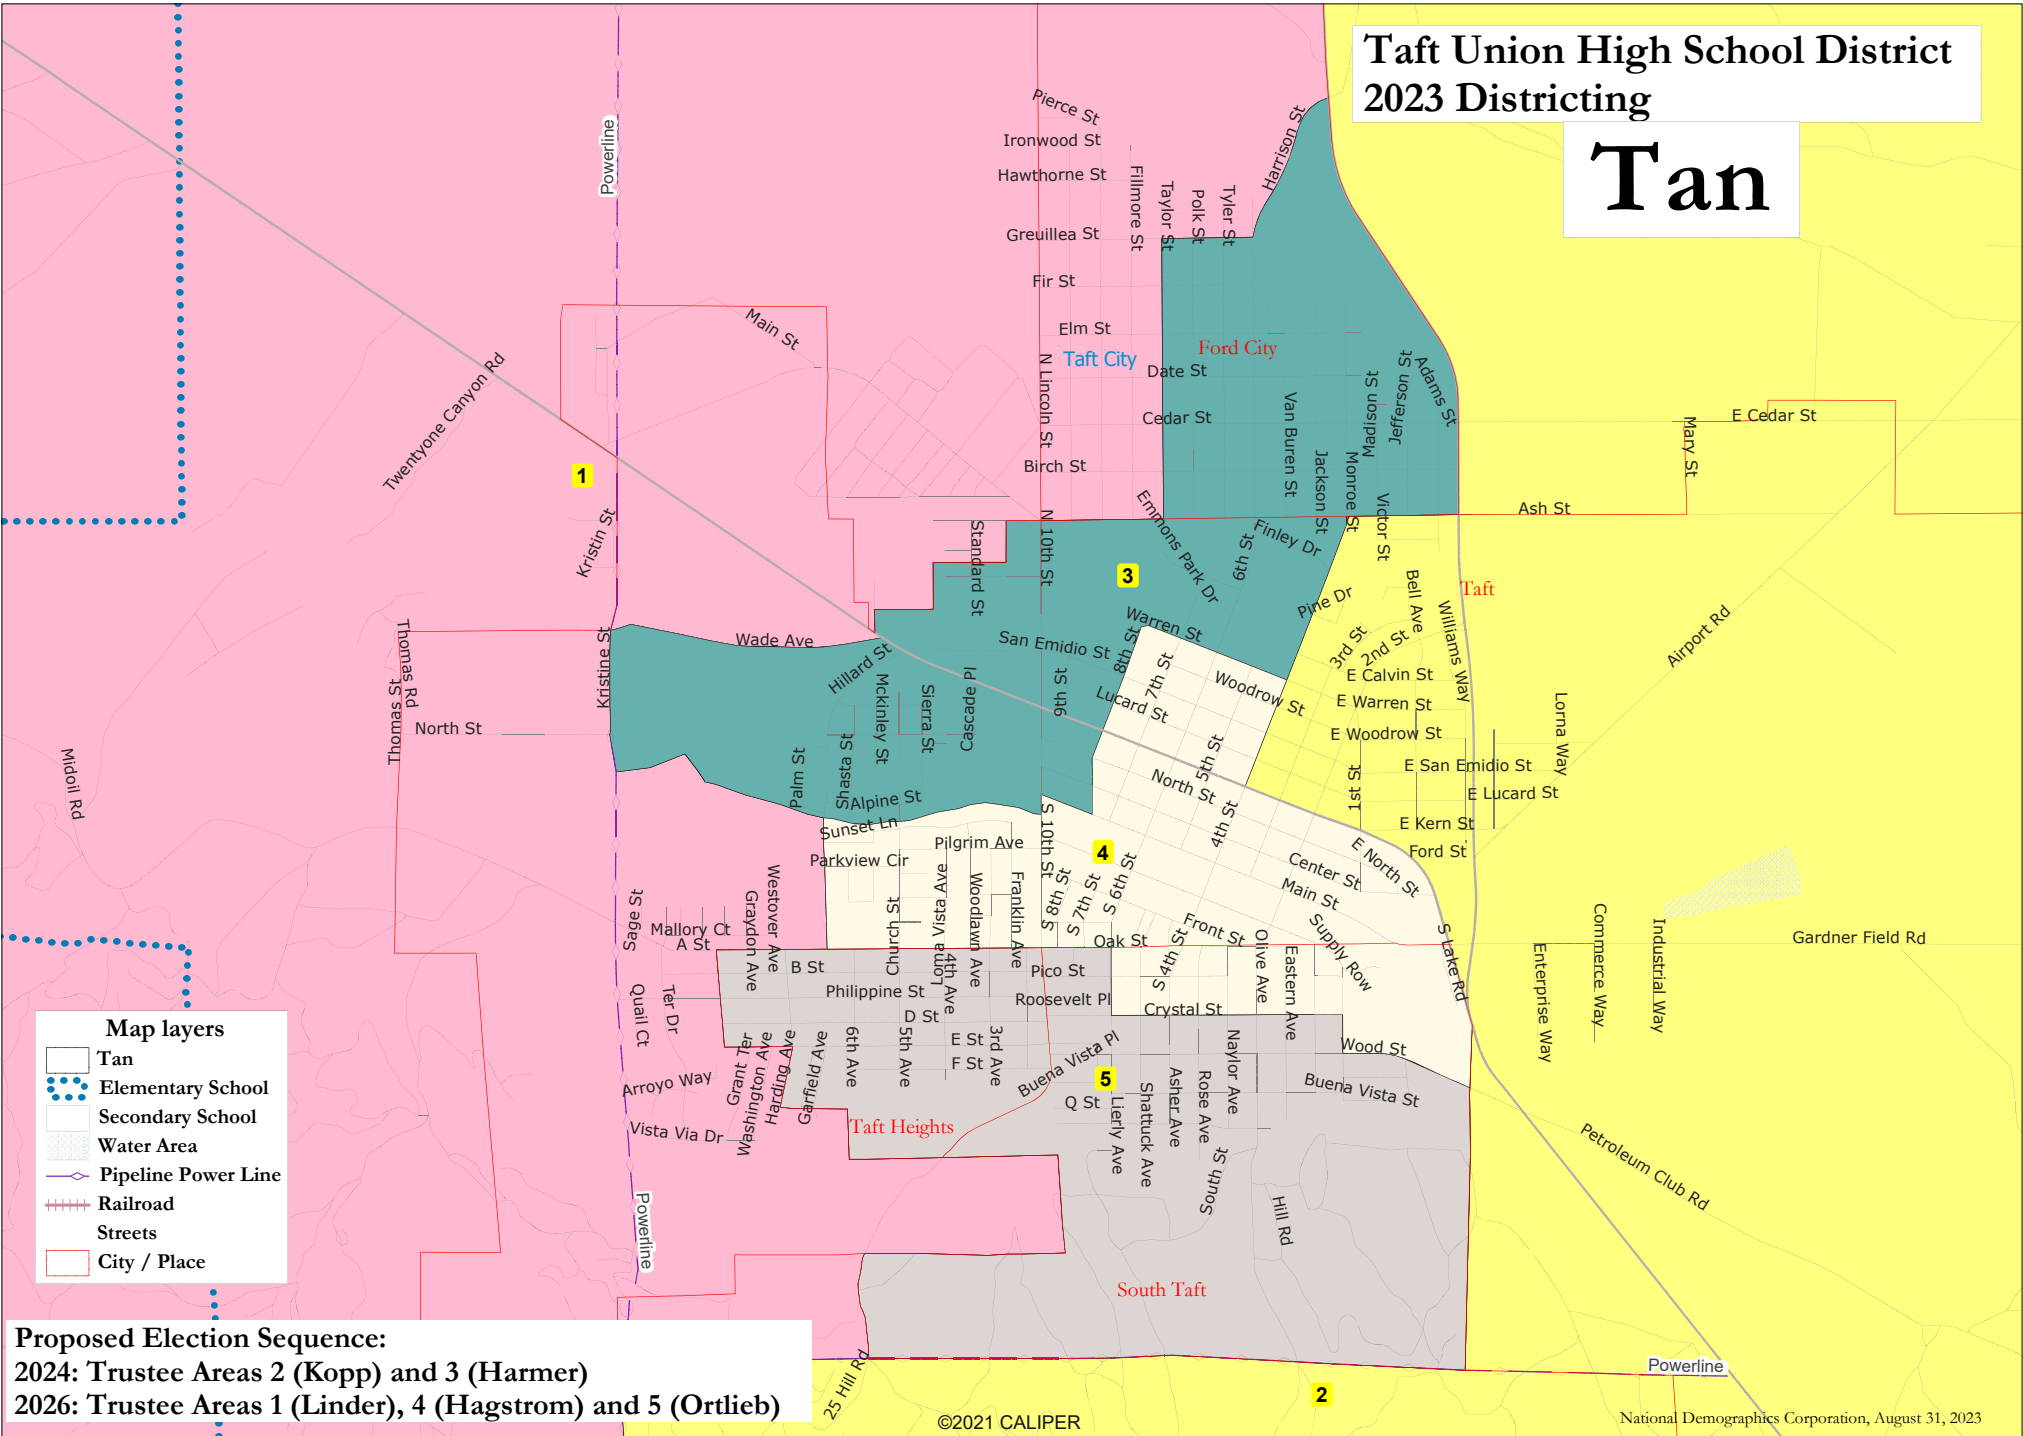 Taft Union High School District
2023 Districting
Tan
Pierce St
Ironwood St
Hawthorne St
Greuillea St
Fir St
Elm St
Taft City
Ford City
Date St
Cedar St
Birch St
Fillmore St
Taylor St
Polk St
Tyler St
Harrison St
N Lincoln St
Van Buren St
Jackson St
Monroe St
Madison St
Jefferson St
Adams St
Victor St
Powerline
Main St
Twentyone Canyon Rd
1
Kristin St
Mary St
E Cedar St
Ash St
N 10th St
Standard St
Emmons Park Dr
Finley Dr
6th St
3
Pine Dr
Bell Ave
Taft
Williams Way
Airport Rd
Thomas Rd
Thomas St
Kristine St
Wade Ave
Hillard St
San Emidio St
Warren St
8th St
7th St
3rd St
2nd St
E Calvin St
E Warren St
E Woodrow St
E San Emidio St
E Lucard St
E Kern St
Ford St
1st St
Lorna Way
North St
Midoil Rd
Mckinley St
Sierra St
Cascade Pl
9th St
Lucard St
Woodrow St
5th St
North St
4th St
Palm St
Shasta St
Alpine St
Sunset Ln
Parkview Cir
Pilgrim Ave
S 10th St
4
E North St
Center St
Main St
Westover Ave
Graydon Ave
Sage St
Mallory Ct
A St
Church St
Loma Vista Ave
Woodlawn Ave
Franklin Ave
S 8th St
S 7th St
S 6th St
Oak St
Front St
S 4th St
Olive Ave
Eastern Ave
Supply Row
S Lake Rd
Enterprise Way
Commerce Way
Industrial Way
Gardner Field Rd
B St
Philippine St
4th Ave
Pico St
Roosevelt Pl
Crystal St
D St
E St
F St
Quail Ct
Ter Dr
Grant Ter
Washington Ave
Harding Ave
Garfield Ave
6th Ave
5th Ave
3rd Ave
Buena Vista Pl
5
Q St
Lierly Ave
Shattuck Ave
Asher Ave
Rose Ave
Naylor Ave
Wood St
Buena Vista St
Arroyo Way
Vista Via Dr
Taft Heights
South St
Hill Rd
Petroleum Club Rd
South Taft
Powerline
Powerline
25 Hill Rd
2
Map layers
Tan
Elementary School
Secondary School
Water Area
Pipeline Power Line
Railroad
Streets
City / Place
Proposed Election Sequence:
2024: Trustee Areas 2 (Kopp) and 3 (Harmer)
2026: Trustee Areas 1 (Linder), 4 (Hagstrom) and 5 (Ortlieb)
©2021 CALIPER
National Demographics Corporation, August 31, 2023